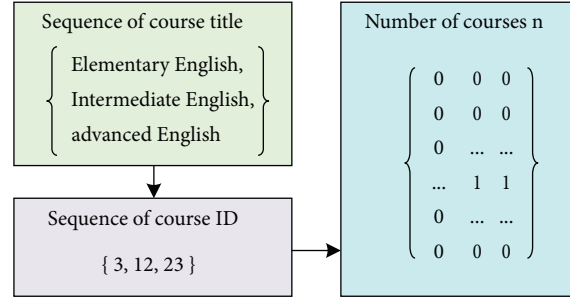 Sequence of course title
Elementary English,
Intermediate English,
advanced English
Sequence of course ID
{ 3, 12, 23 }
Number of courses n
0 0 0
0 0 0
0 ... ...
... 1 1
0 ... ...
0 0 0